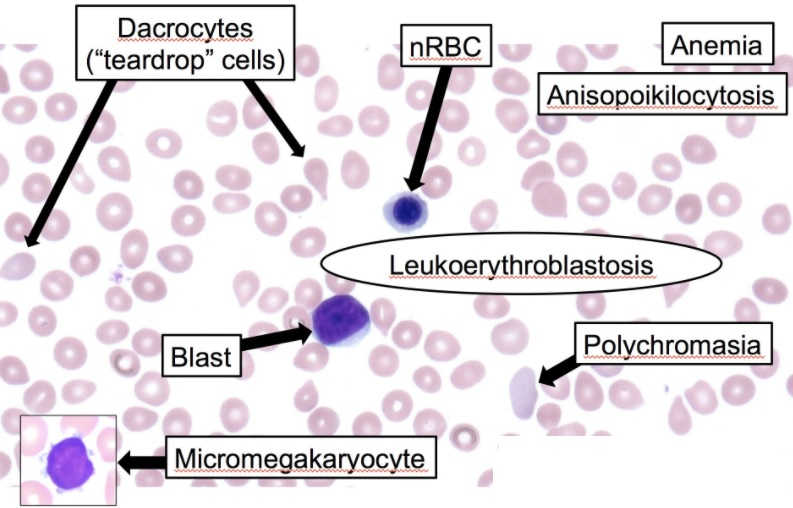 Dacrocytes
(“teardrop” cells)
nRBC
Anemia
Anisopoikilocytosis
Leukoerythroblastosis
Blast
Polychromasia
Micromegakaryocyte